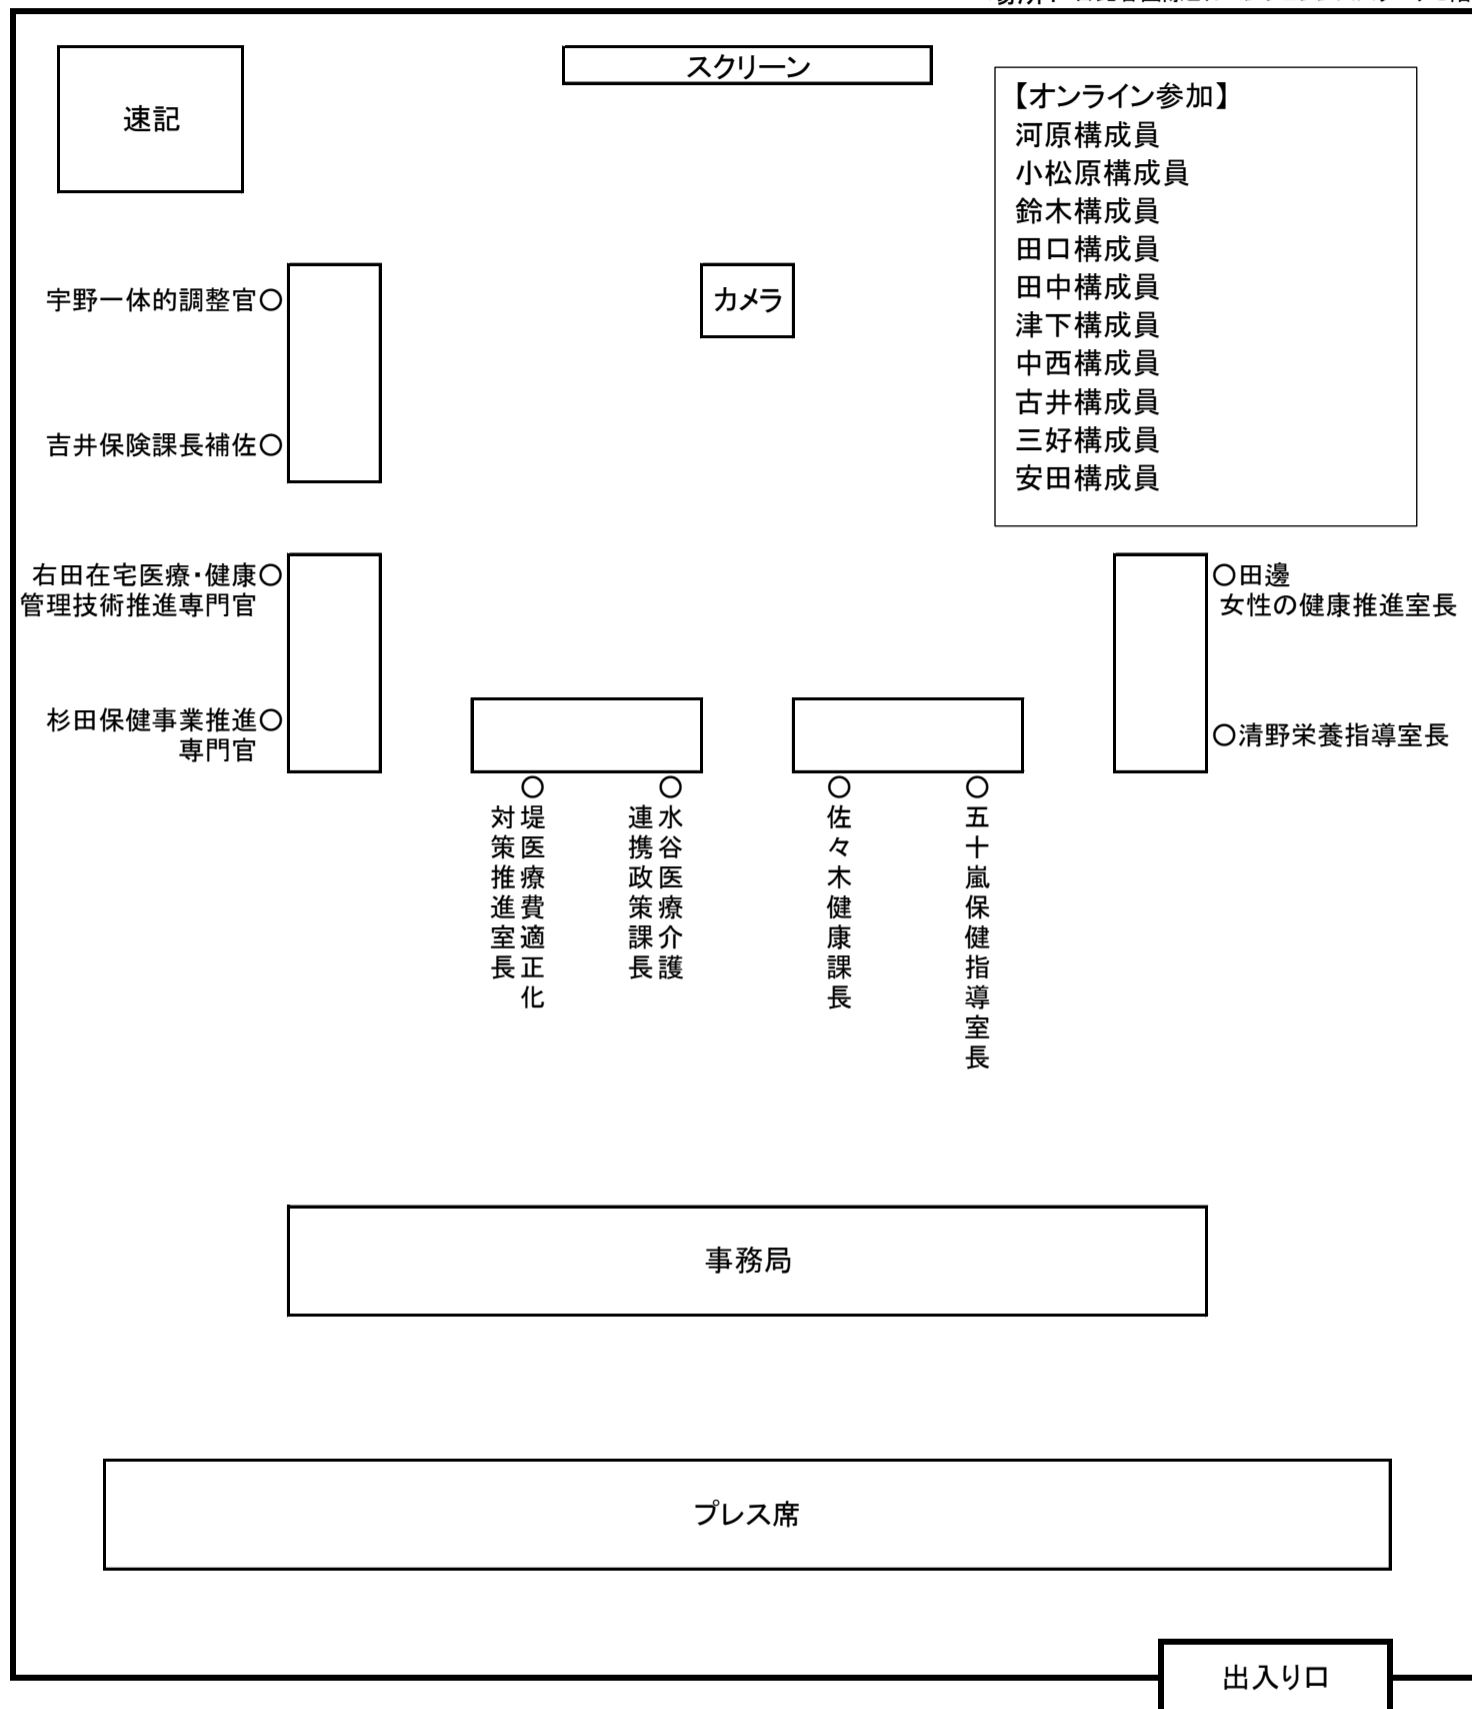 スクリーン
速記
【オンライン参加】
河原構成員
小松原構成員
鈴木構成員
田口構成員
田中構成員
津下構成員
中西構成員
古井構成員
三好構成員
安田構成員
カメラ
宇野一体的調整官○
吉井保険課長補佐○
右田在宅医療・健康○
管理技術推進専門官
杉田保健事業推進○
専門官
○田邊
女性の健康推進室長
○清野栄養指導室長
○五十嵐保健指導室長
○佐々木健康課長
○水谷医療介護
連携政策課長
○堤医療費適正化
対策推進室長
事務局
プレス席
出入り口